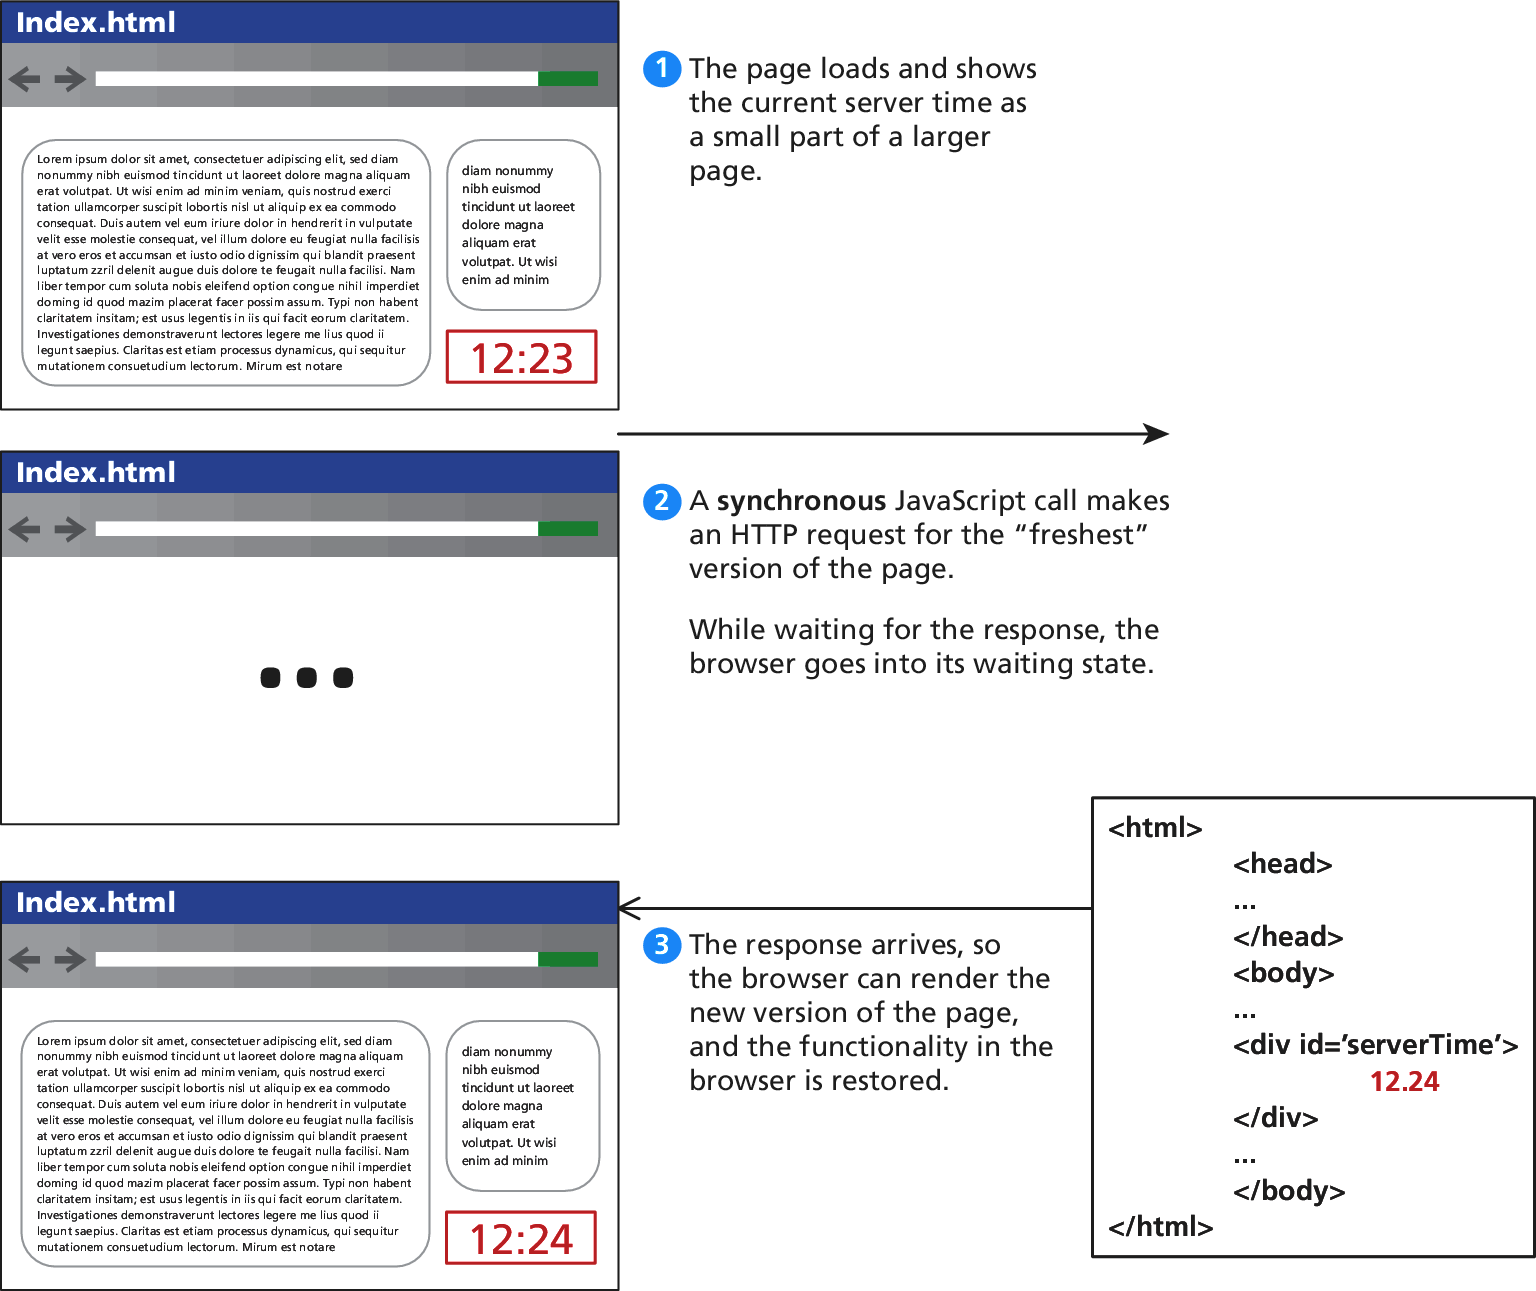 Index.html
Lorem ipsum dolor sit amet, consectetuer adipiscing elit, sed diam
nonummy nibh euismod tincidunt ut laoreet dolore magna aliquam
erat volutpat. Ut wisi enim ad minim veniam, quis nostrud exerci
tation ullamcorper suscipit lobortis nisl ut aliquip ex ea commodo
consequat. Duis autem vel eum iriure dolor in hendrerit in vulputate
velit esse molestie consequat, vel illum dolore eu feugiat nulla facilisis
at vero eros et accumsan et iusto odio dignissim qui blandit praesent
luptatum zzril delenit augue duis dolore te feugait nulla facilisi. Nam
liber tempor cum soluta nobis eleifend option congue nihil imperdiet
doming id quod mazim placerat facer possim assum. Typi non habent
claritatem insitam; est usus legentis in iis qui facit eorum claritatem.
Investigationes demonstraverunt lectores legere me lius quod ii
legunt saepius. Claritas est etiam processus dynamicus, qui sequitur
mutationem consuetudium lectorum. Mirum est notare
diam nonummy
nibh euismod
tincidunt ut laoreet
dolore magna
aliquam erat
volutpat. Ut wisi
enim ad minim
12:23
1 The page loads and shows
the current server time as
a small part of a larger
page.
Index.html
2 A synchronous JavaScript call makes
an HTTP request for the “freshest”
version of the page.
While waiting for the response, the
browser goes into its waiting state.
Index.html
Lorem ipsum dolor sit amet, consectetuer adipiscing elit, sed diam
nonummy nibh euismod tincidunt ut laoreet dolore magna aliquam
erat volutpat. Ut wisi enim ad minim veniam, quis nostrud exerci
tation ullamcorper suscipit lobortis nisl ut aliquip ex ea commodo
consequat. Duis autem vel eum iriure dolor in hendrerit in vulputate
velit esse molestie consequat, vel illum dolore eu feugiat nulla facilisis
at vero eros et accumsan et iusto odio dignissim qui blandit praesent
luptatum zzril delenit augue duis dolore te feugait nulla facilisi. Nam
liber tempor cum soluta nobis eleifend option congue nihil imperdiet
doming id quod mazim placerat facer possim assum. Typi non habent
claritatem insitam; est usus legentis in iis qui facit eorum claritatem.
Investigationes demonstraverunt lectores legere me lius quod ii
legunt saepius. Claritas est etiam processus dynamicus, qui sequitur
mutationem consuetudium lectorum. Mirum est notare
diam nonummy
nibh euismod
tincidunt ut laoreet
dolore magna
aliquam erat
volutpat. Ut wisi
enim ad minim
12:24
3 The response arrives, so
the browser can render the
new version of the page,
and the functionality in the
browser is restored.
<html>
<head>
...
</head>
<body>
...
<div id=’serverTime’>
12.24
</div>
...
</body>
</html>